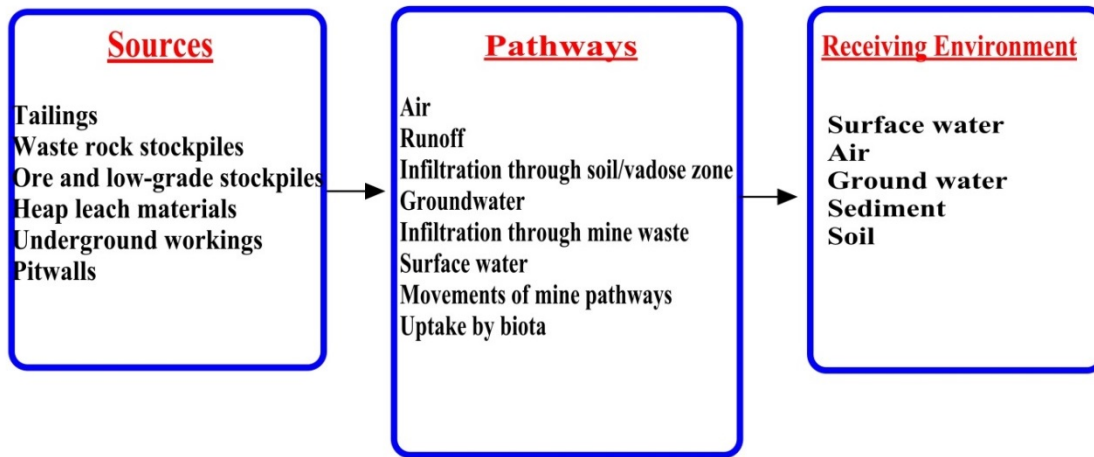 Sources
Tailings
Waste rock stockpiles
Ore and low-grade stockpiles
Heap leach materials
Underground workings
Pitwalls
Pathways
Air
Runoff
Infiltration through soil/vadose zone
Groundwater
Infiltration through mine waste
Surface water
Movements of mine pathways
Uptake by biota
Receiving Environment
Surface water
Air
Ground water
Sediment
Soil